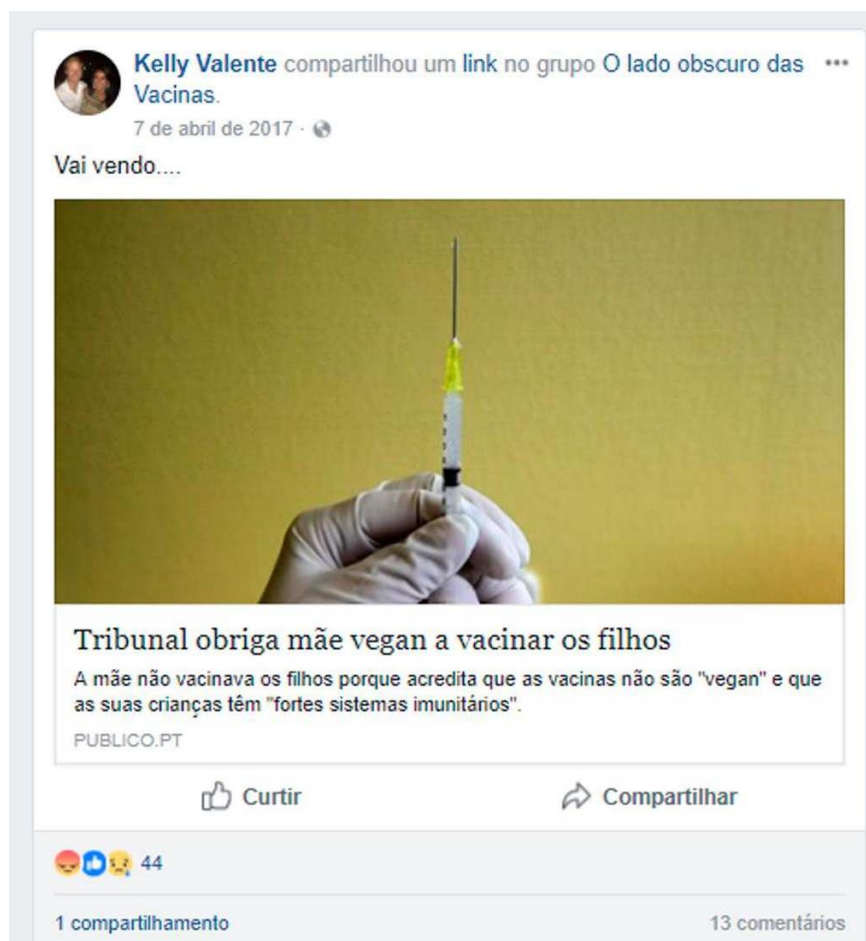 Kelly Valente compartilhou um link no grupo O lado obscuro das
Vacinas.
7 de abril de 2017 ·
Vai vendo....
Tribunal obriga mãe vegan a vacinar os filhos
A mãe não vacinava os filhos porque acredita que as vacinas não são "vegan" e que
as suas crianças têm "fortes sistemas imunitários".
PUBLICO.PT
Curtir
Compartilhar
44
1 compartilhamento
13 comentários